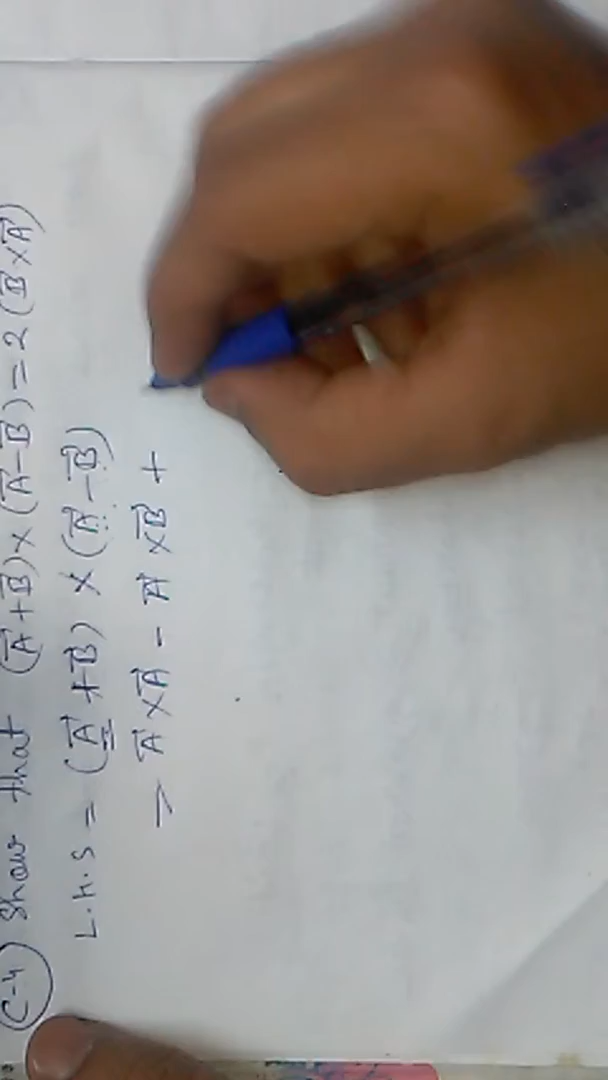 C-4) Show that (A⃗+B⃗)×(A⃗-B⃗)=2(B⃗×A⃗)
L.H.S = (A⃗+B⃗) × (A⃗-B⃗)
> A⃗×A⃗ - A⃗×B⃗ +